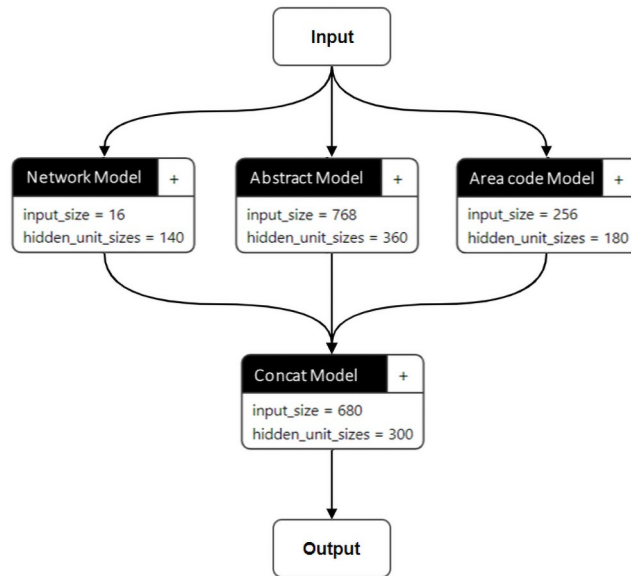 Input
Network Model +
input_size = 16
hidden_unit_sizes = 140
Abstract Model +
input_size = 768
hidden_unit_sizes = 360
Area code Model +
input_size = 256
hidden_unit_sizes = 180
Concat Model +
input_size = 680
hidden_unit_sizes = 300
Output